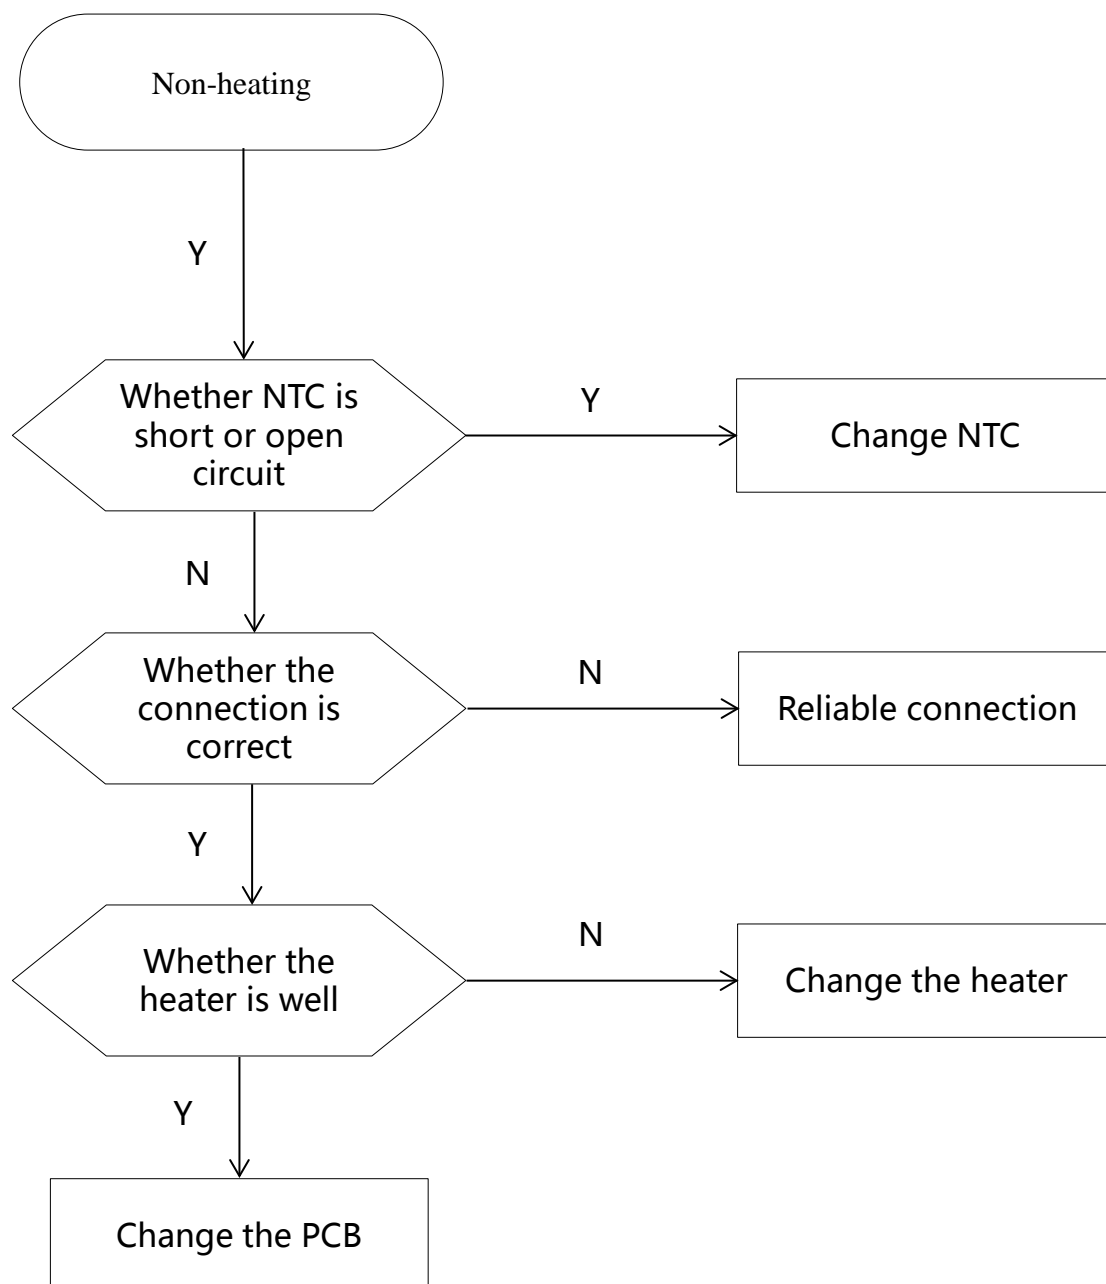 Non-heating
Y
Whether NTC is
short or open
circuit
Y
Change NTC
N
Whether the
connection is
correct
N
Reliable connection
Y
Whether the
heater is well
N
Change the heater
Y
Change the PCB